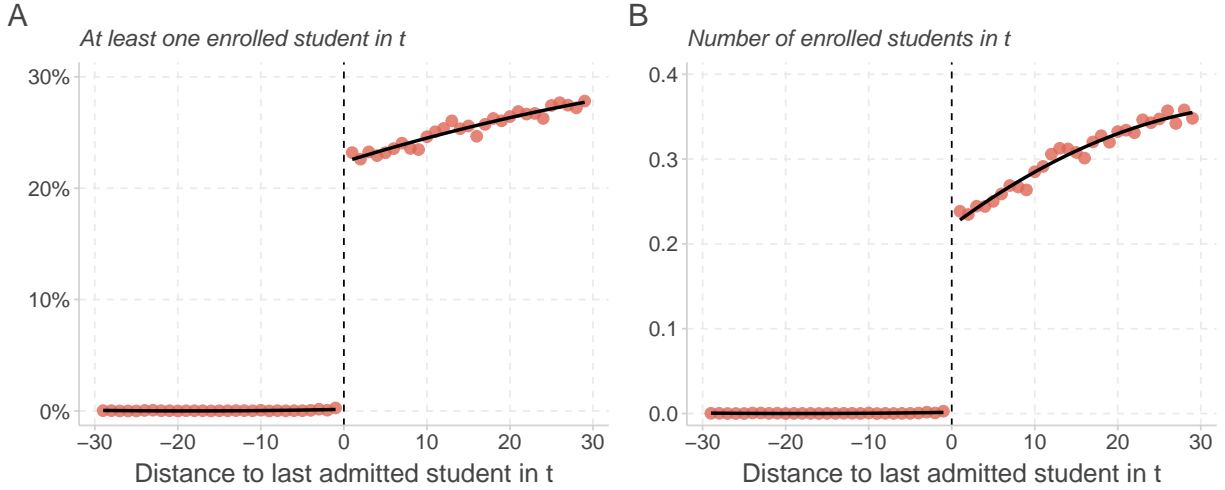 A
At least one enrolled student in t
30%
20%
10%
0%
−30 −20 −10 0 10 20 30
Distance to last admitted student in t
B
Number of enrolled students in t
0.4
0.3
0.2
0.1
0.0
−30 −20 −10 0 10 20 30
Distance to last admitted student in t